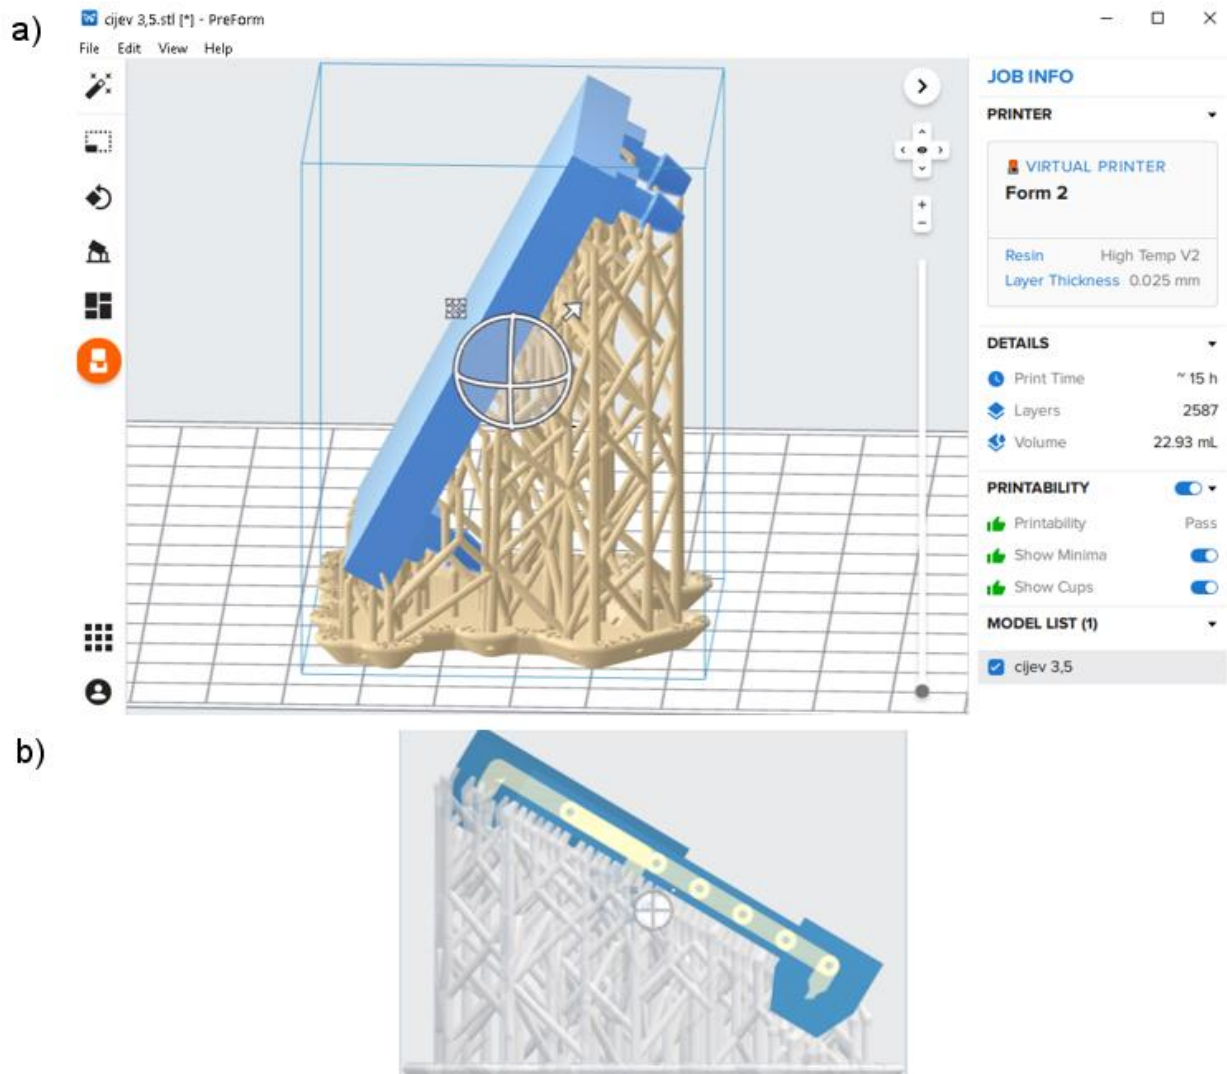 a)
cijev 3,5.stl [*] - PreForm
File Edit View Help
JOB INFO
PRINTER
VIRTUAL PRINTER
Form 2
Resin High Temp V2
Layer Thickness 0.025 mm
DETAILS
Print Time ~ 15 h
Layers 2587
Volume 22.93 mL
PRINTABILITY
Printability Pass
Show Minima
Show Cups
MODEL LIST (1)
cijev 3,5
b)